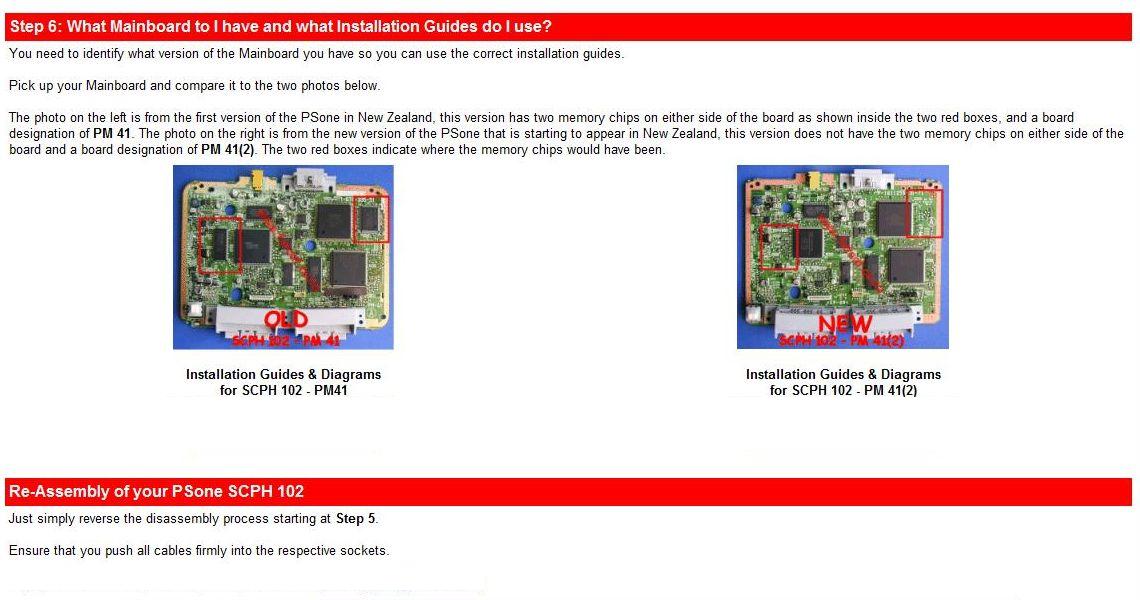 Step 6: What Mainboard to I have and what Installation Guides do I use?
You need to identify what version of the Mainboard you have so you can use the correct installation guides.
Pick up your Mainboard and compare it to the two photos below.
The photo on the left is from the first version of the PSone in New Zealand, this version has two memory chips on either side of the board as shown inside the two red boxes, and a board
designation of PM 41. The photo on the right is from the new version of the PSone that is starting to appear in New Zealand, this version does not have the two memory chips on either side of the
board and a board designation of PM 41(2). The two red boxes indicate where the memory chips would have been.
OLD
SCPH 102 - PM 41
NEW
SCPH 102 - PM 41(2)
Installation Guides & Diagrams
for SCPH 102 - PM41
Installation Guides & Diagrams
for SCPH 102 - PM 41(2)
Re-Assembly of your PSone SCPH 102
Just simply reverse the disassembly process starting at Step 5.
Ensure that you push all cables firmly into the respective sockets.